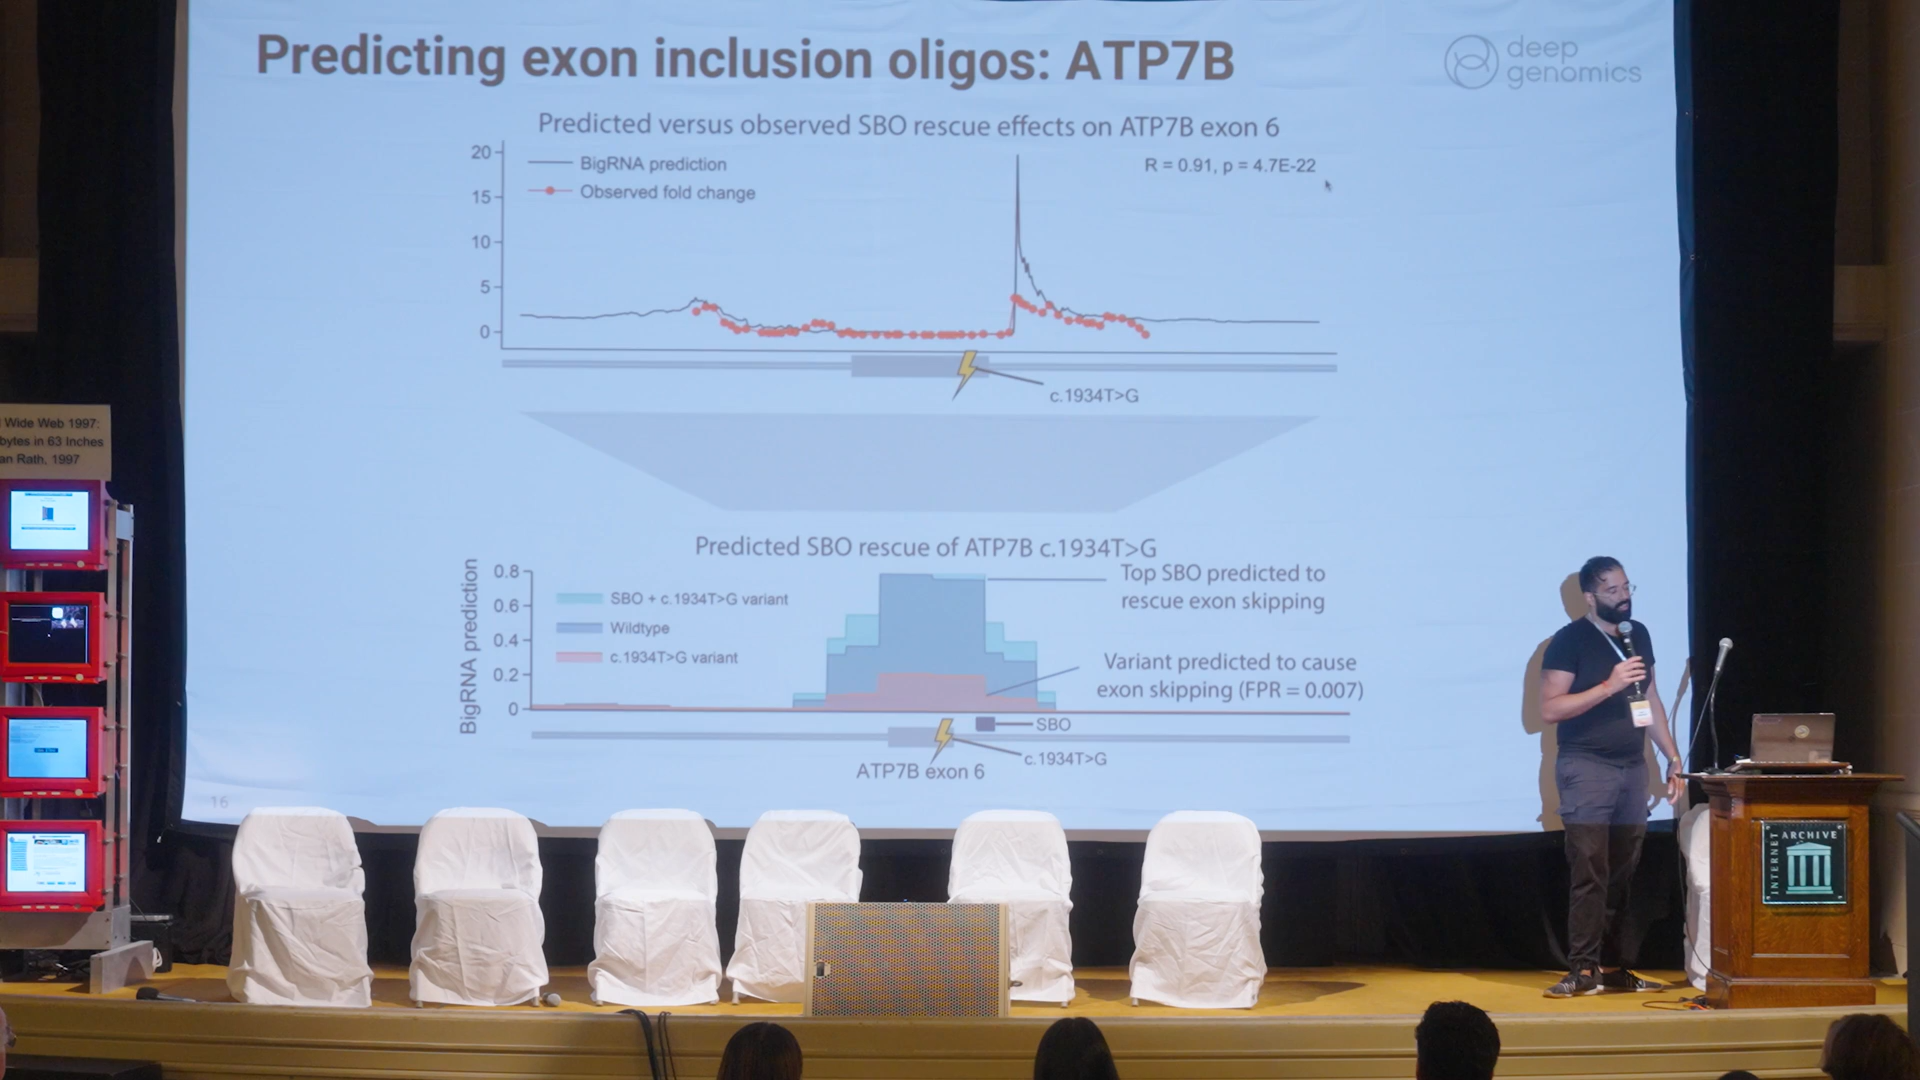 Predicting exon inclusion oligos: ATP7B
deep
genomics
Predicted versus observed SBO rescue effects on ATP7B exon 6
20
15
10
5
0
BigRNA prediction
Observed fold change
R = 0.91, p = 4.7E-22
c.1934T>G
Predicted SBO rescue of ATP7B c.1934T>G
BigRNA prediction
0.8
0.6
0.4
0.2
0
SBO + c.1934T>G variant
Wildtype
c.1934T>G variant
Top SBO predicted to
rescue exon skipping
Variant predicted to cause
exon skipping (FPR = 0.007)
SBO
c.1934T>G
ATP7B exon 6
16
Wide Web 1997:
bytes in 63 Inches
an Rath, 1997
INTERNET
ARCHIVE